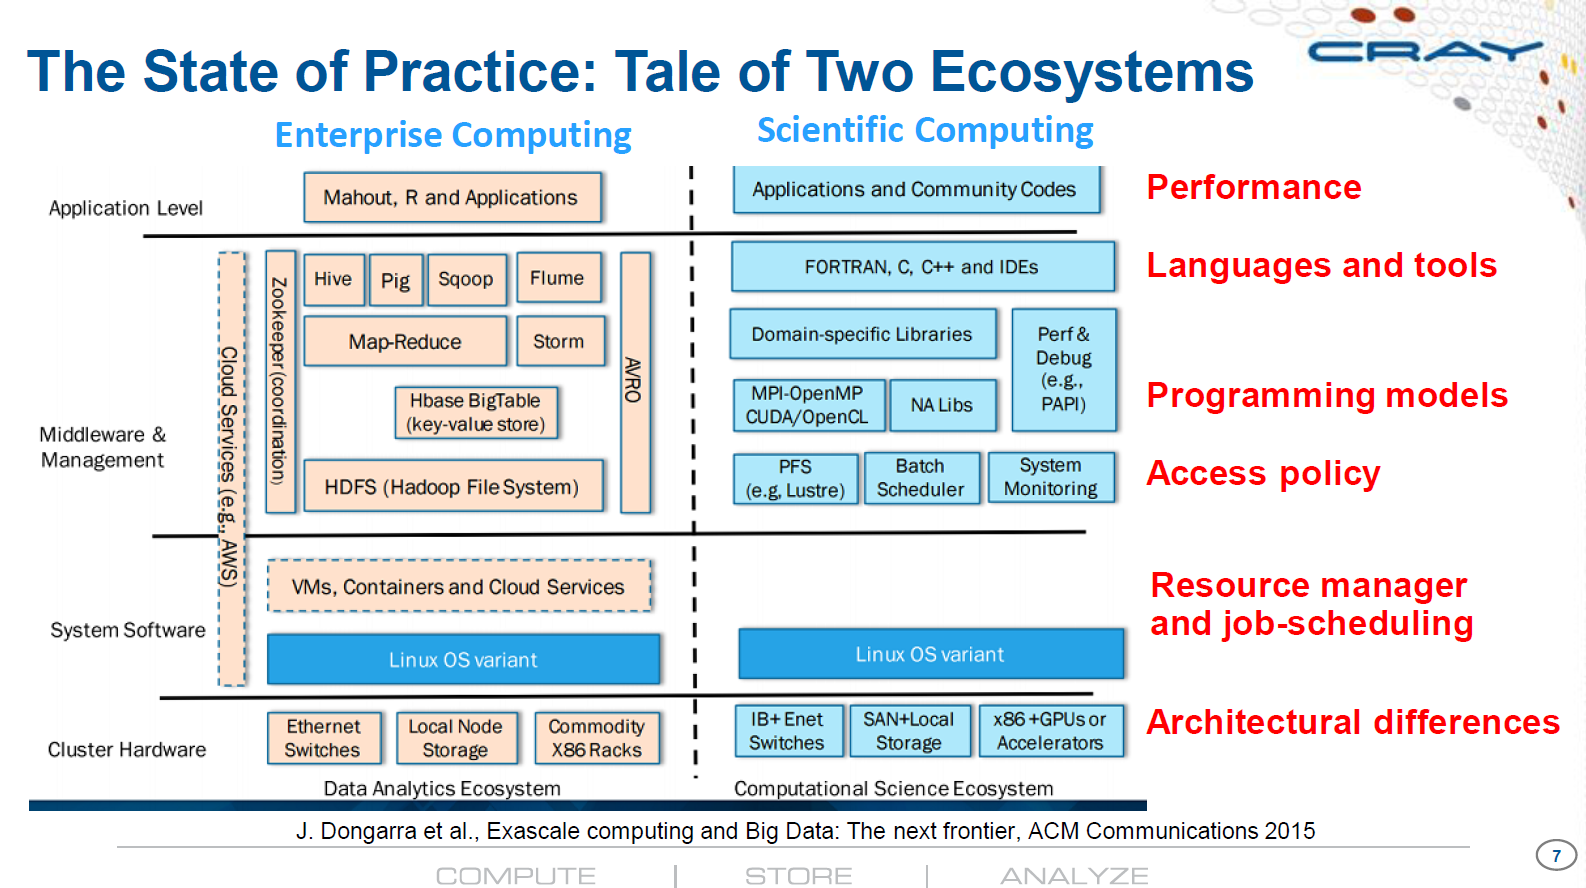 The State of Practice: Tale of Two Ecosystems
CRAY
Enterprise Computing
Scientific Computing
Application Level
Mahout, R and Applications
Applications and Community Codes
Performance
Cloud Services (e.g., AWS)
Zookeeper (coordination)
Hive
Pig
Sqoop
Flume
AVRO
Map-Reduce
Storm
Hbase BigTable
(key-value store)
HDFS (Hadoop File System)
Middleware &
Management
FORTRAN, C, C++ and IDEs
Languages and tools
Domain-specific Libraries
Perf &
Debug
(e.g.,
PAPI)
MPI-OpenMP
CUDA/OpenCL
NA Libs
Programming models
PFS
(e.g, Lustre)
Batch
Scheduler
System
Monitoring
Access policy
System Software
VMs, Containers and Cloud Services
Linux OS variant
Linux OS variant
Resource manager
and job-scheduling
Cluster Hardware
Ethernet
Switches
Local Node
Storage
Commodity
X86 Racks
IB+ Enet
Switches
SAN+Local
Storage
x86 +GPUs or
Accelerators
Architectural differences
Data Analytics Ecosystem
Computational Science Ecosystem
J. Dongarra et al., Exascale computing and Big Data: The next frontier, ACM Communications 2015
COMPUTE | STORE | ANALYZE
7